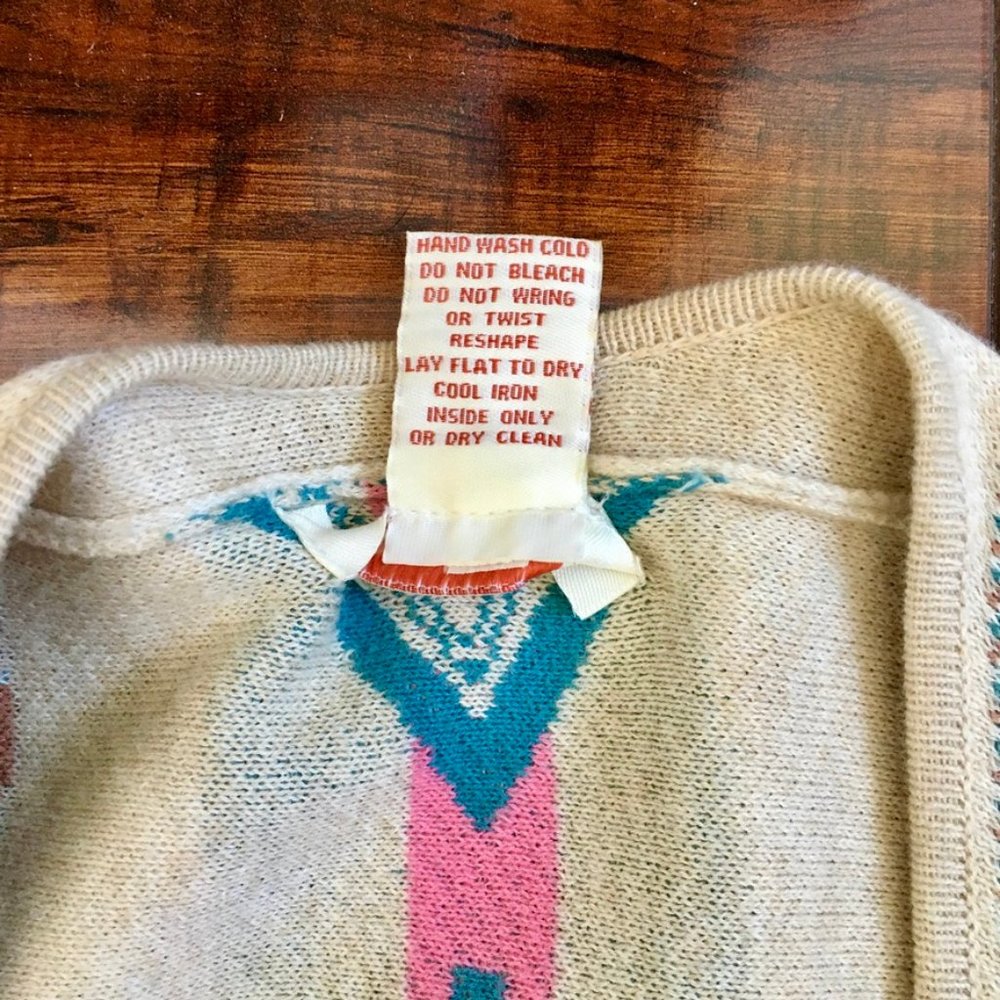 HAND WASH COLD
DO NOT BLEACH
DO NOT WRING
OR TWIST
RESHAPE
LAY FLAT TO DRY
COOL IRON
INSIDE ONLY
OR DRY CLEAN